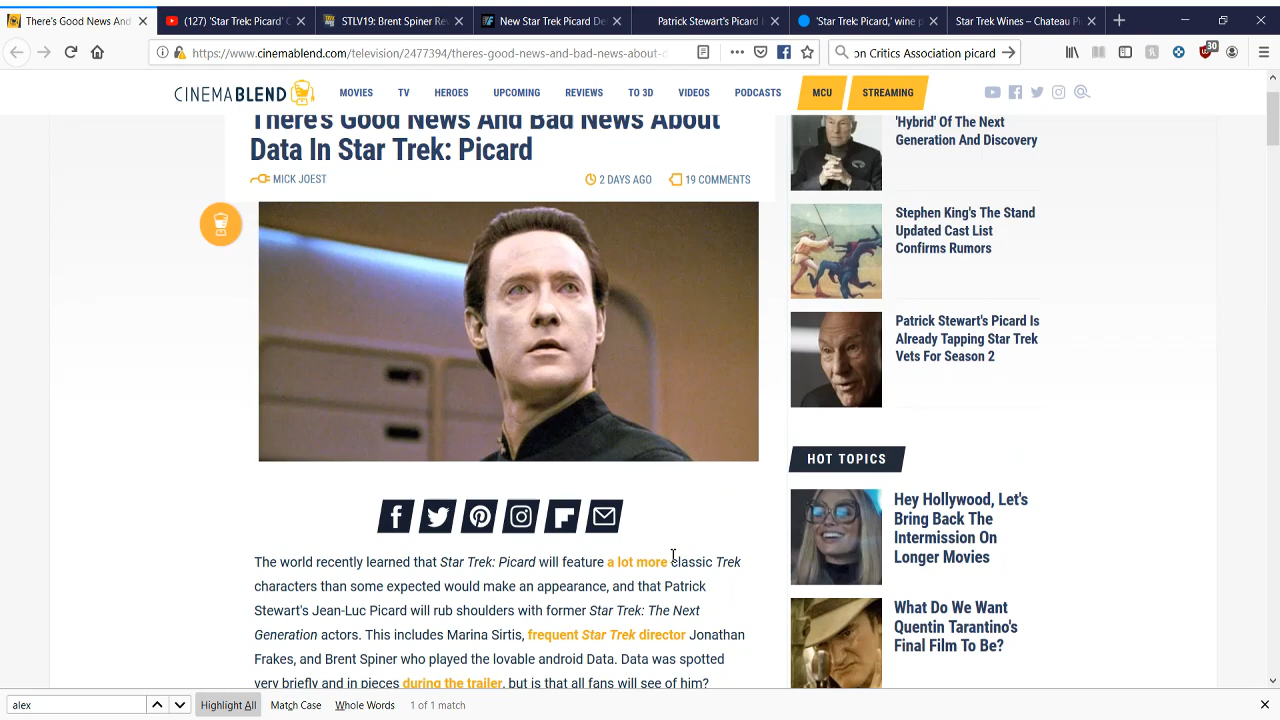 There's Good News And
(127) 'Star Trek: Picard' C
STLV19: Brent Spiner Re
New Star Trek Picard De
Patrick Stewart's Picard
'Star Trek: Picard,' wine p
Star Trek Wines – Chateau Pi
https://www.cinemablend.com/television/2477394/theres-good-news-and-bad-news-about-d
on Critics Association picard
30
CINEMABLEND
MOVIES
TV
HEROES
UPCOMING
REVIEWS
TO 3D
VIDEOS
PODCASTS
MCU
STREAMING
There's Good News And Bad News About
Data In Star Trek: Picard
MICK JOEST
2 DAYS AGO
19 COMMENTS
The world recently learned that Star Trek: Picard will feature a lot more classic Trek
characters than some expected would make an appearance, and that Patrick
Stewart's Jean-Luc Picard will rub shoulders with former Star Trek: The Next
Generation actors. This includes Marina Sirtis, frequent Star Trek director Jonathan
Frakes, and Brent Spiner who played the lovable android Data. Data was spotted
very briefly and in pieces during the trailer, but is that all fans will see of him?
'Hybrid' Of The Next
Generation And Discovery
Stephen King's The Stand
Updated Cast List
Confirms Rumors
Patrick Stewart's Picard Is
Already Tapping Star Trek
Vets For Season 2
HOT TOPICS
Hey Hollywood, Let's
Bring Back The
Intermission On
Longer Movies
What Do We Want
Quentin Tarantino's
Final Film To Be?
alex
Highlight All
Match Case
Whole Words
1 of 1 match